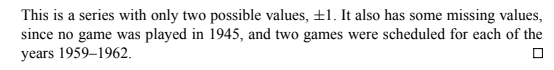 This is a series with only two possible values, ±1. It also has some missing values,
since no game was played in 1945, and two games were scheduled for each of the
years 1959–1962. □